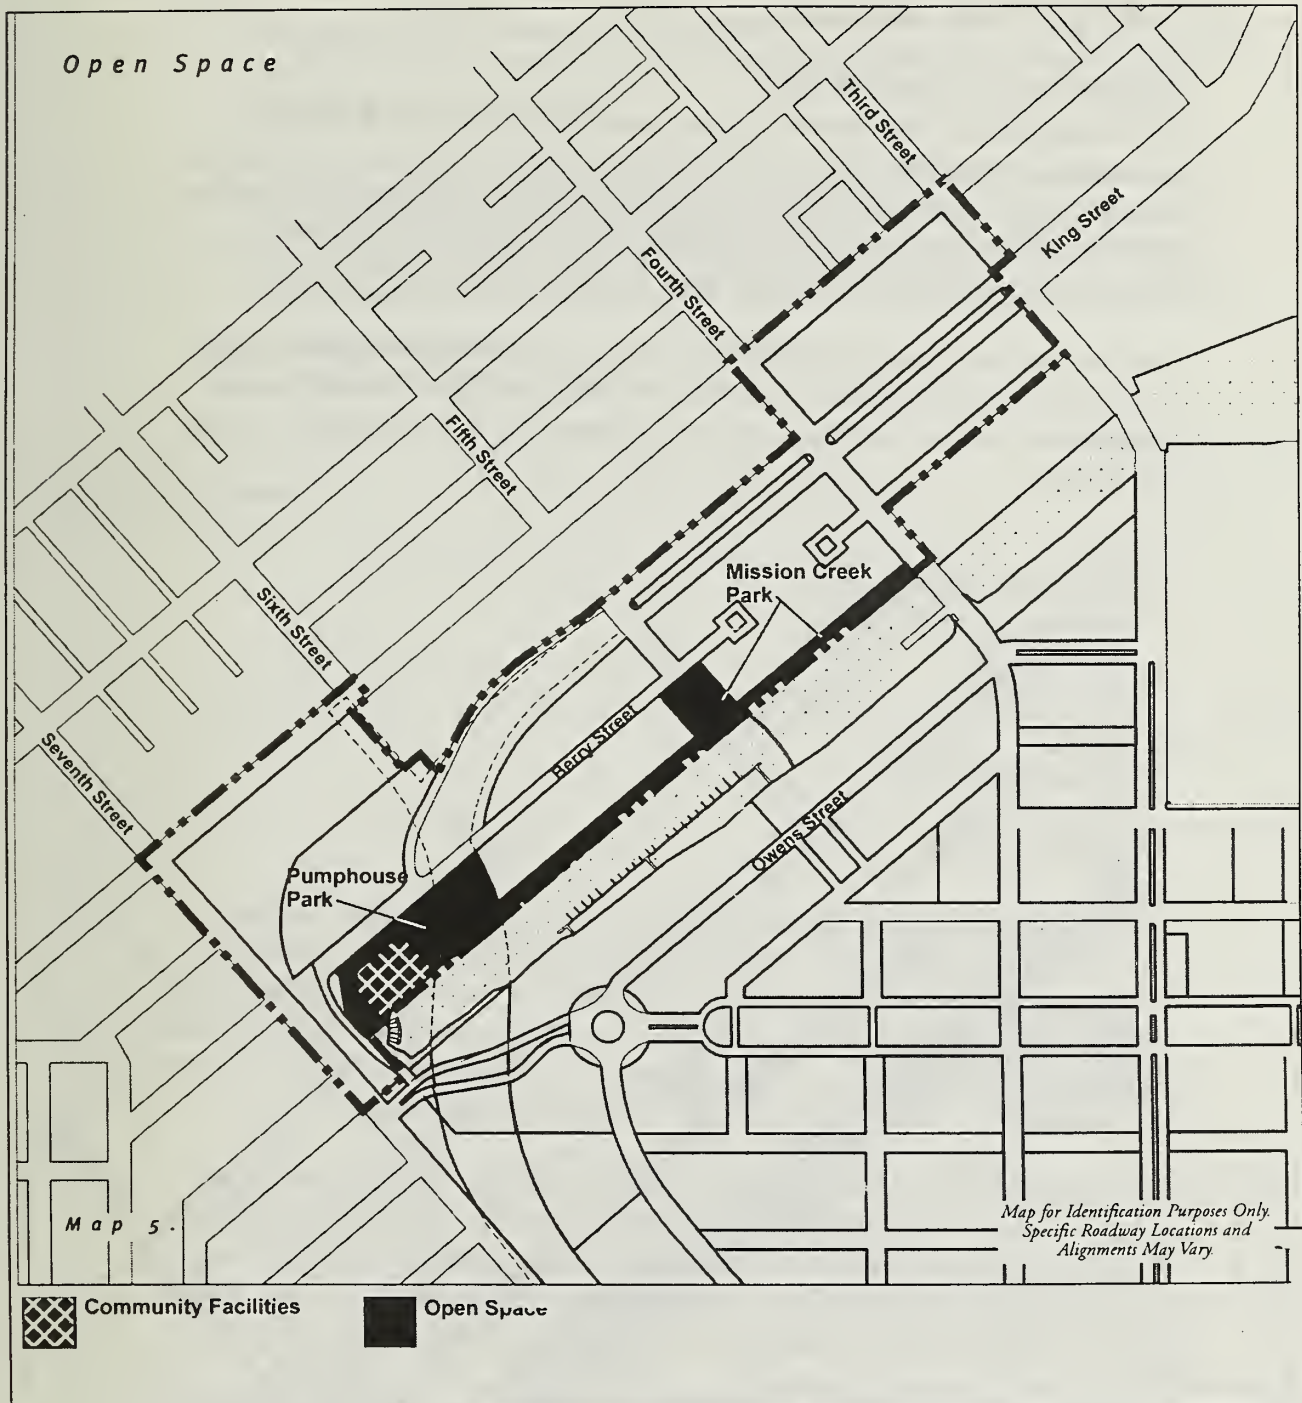 Open Space
Third Street
King Street
Fourth Street
Fifth Street
Mission Creek
Park
Sixth Street
Berry Street
Seventh Street
Owens Street
Pumphouse
Park
Map 5.
Map for Identification Purposes Only.
Specific Roadway Locations and
Alignments May Vary.
Community Facilities
Open Space